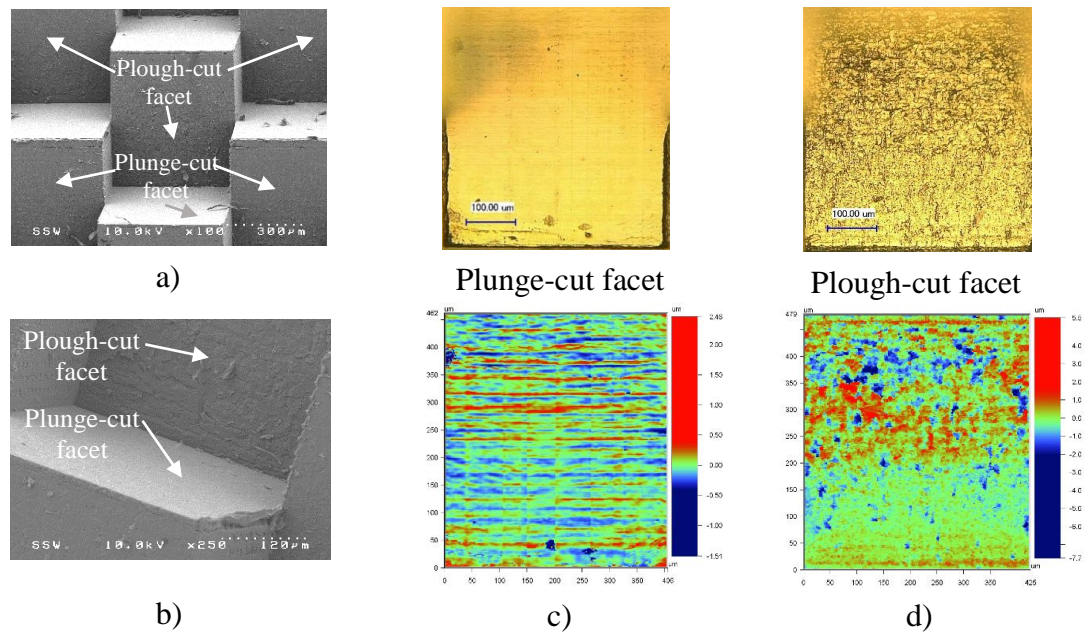 Plough-cut
facet
Plunge-cut
facet
SSW 10.0kV x100 300µm
a)
Plough-cut
facet
Plunge-cut
facet
SSW 10.0kV x250 120µm
b)
100.00 um
Plunge-cut facet
um
462
400
350
300
250
200
150
100
50
0
0 50 100 150 200 250 300 350 406
um
um
2.46
2.00
1.50
1.00
0.50
0.00
-0.50
-1.00
-1.51
c)
100.00 um
Plough-cut facet
um
479
400
350
300
250
200
150
100
50
0
0 50 100 150 200 250 300 350 425
um
um
5.5
4.0
3.0
2.0
1.0
0.0
-1.0
-2.0
-3.0
-4.0
-5.0
-6.0
-7.7
d)